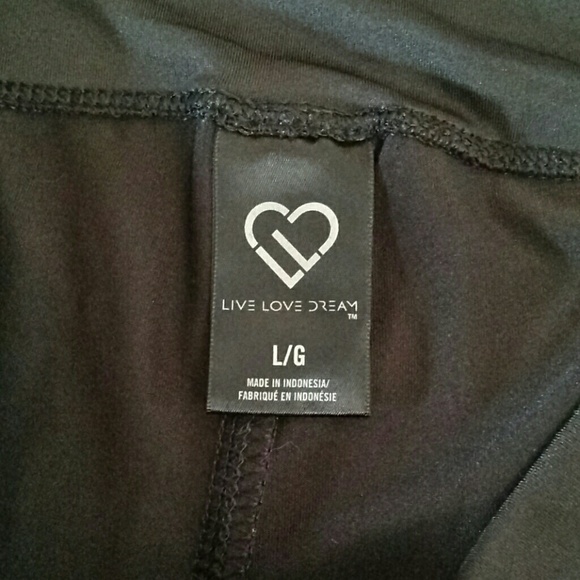 LIVE LOVE DREAM
TM
L/G
MADE IN INDONESIA/
FABRIQUÉ EN INDONÉSIE